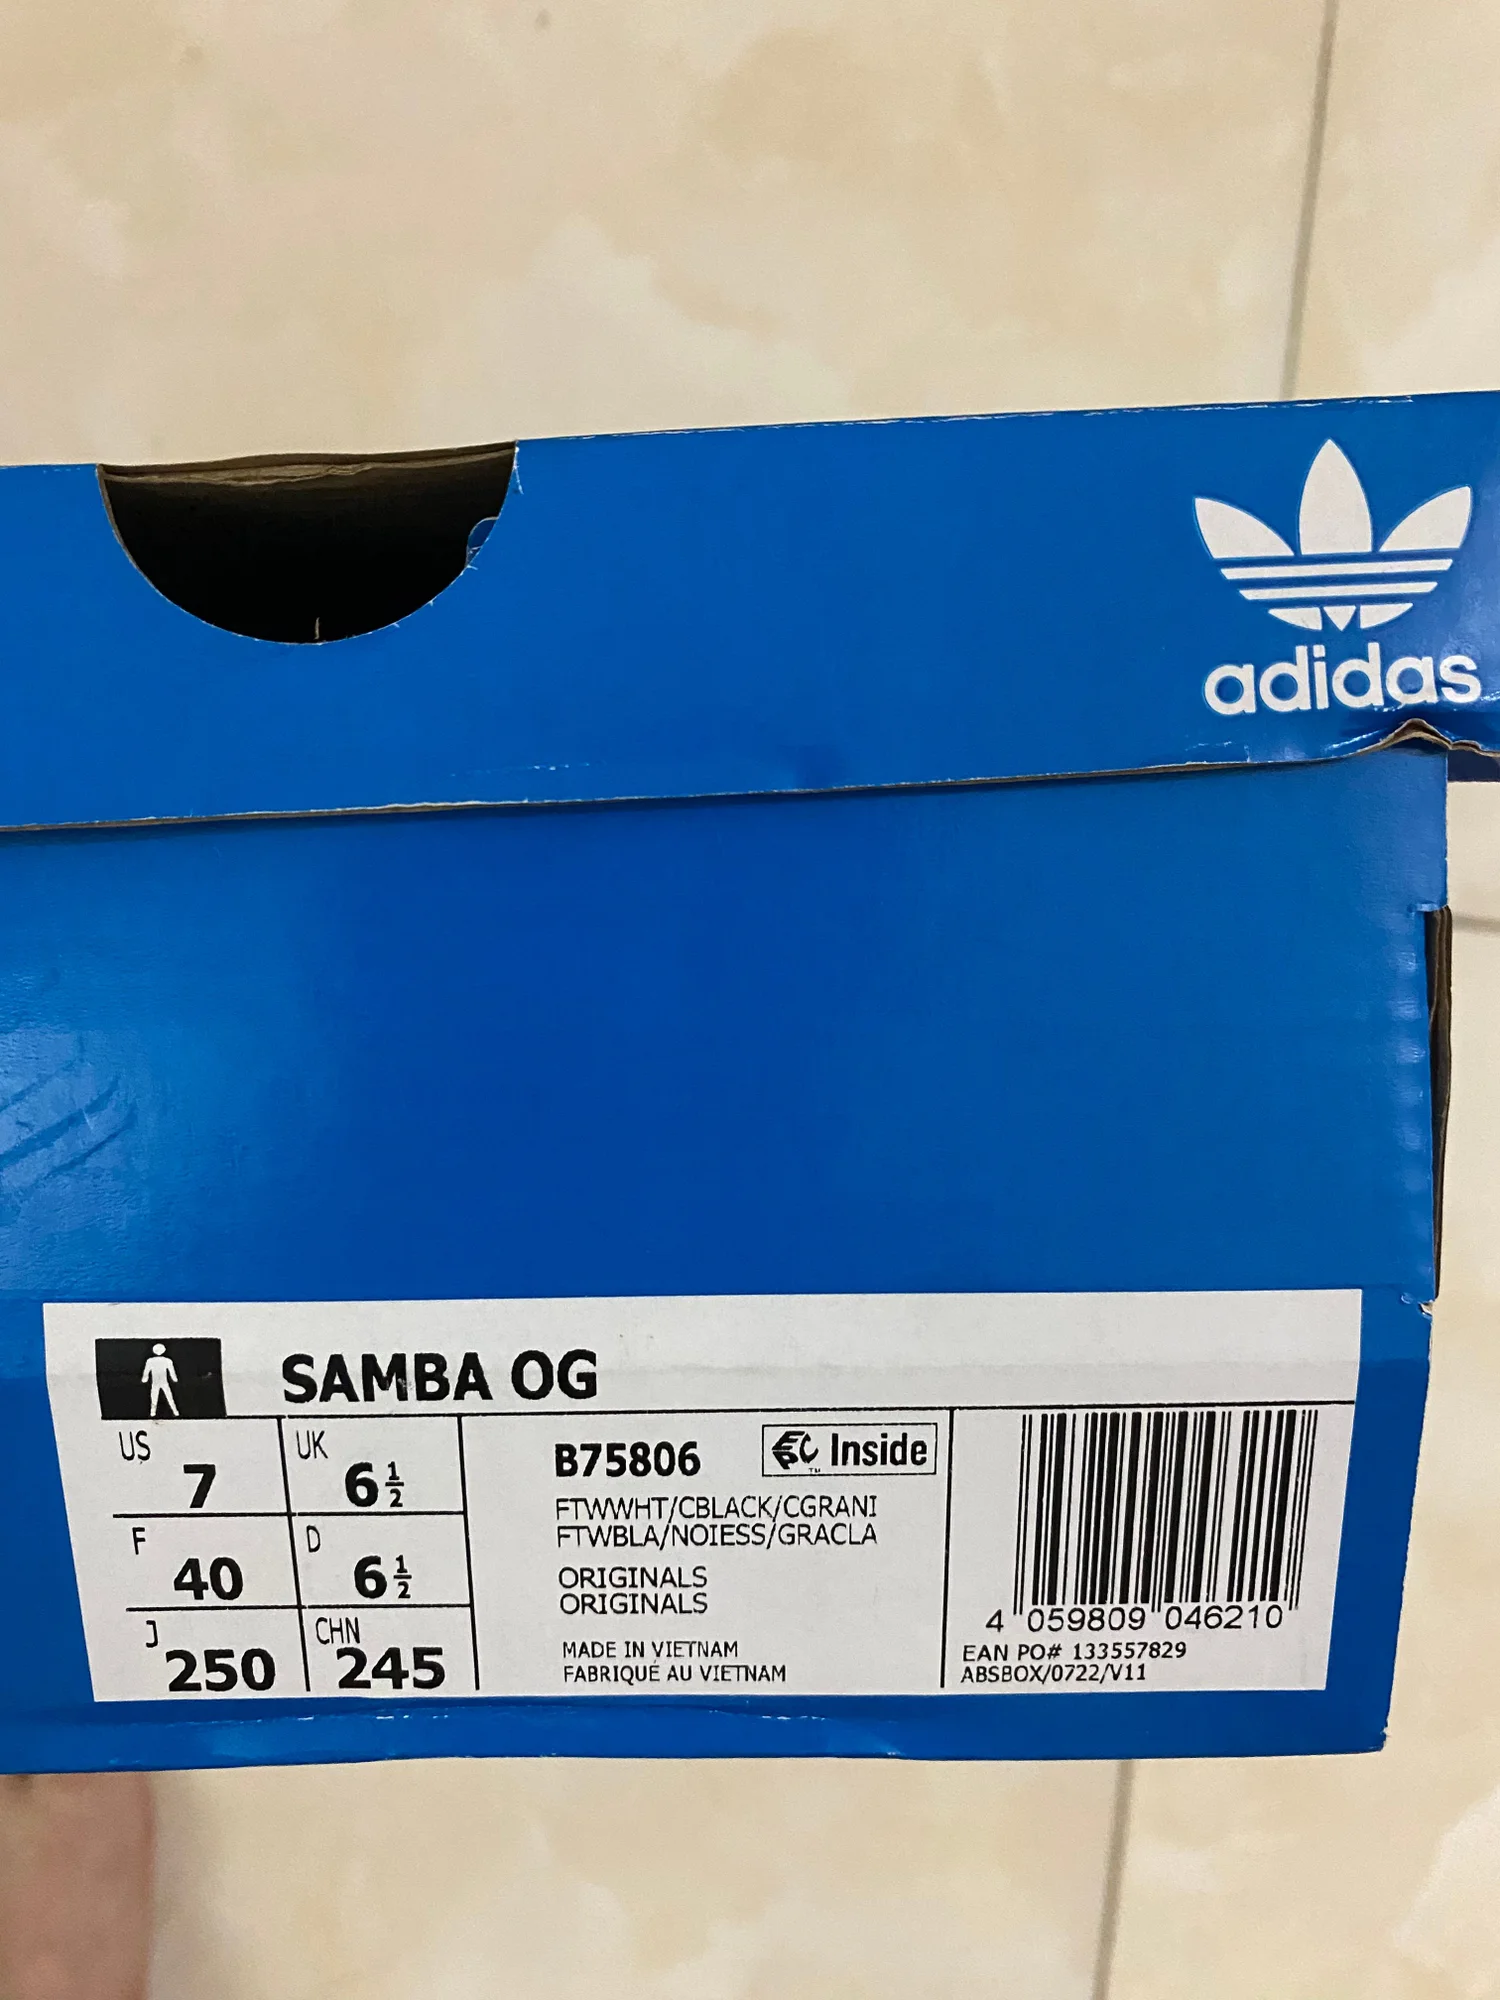 adidas
SAMBA OG
US 7
UK 6½
F 40
D 6½
J 250
CHN 245
B75806
EPC Inside
TM
FTWWHT/CBLACK/CGRANI
FTWBLA/NOIESS/GRACLA
ORIGINALS
ORIGINALS
MADE IN VIETNAM
FABRIQUÉ AU VIETNAM
4 059809 046210
EAN PO# 133557829
ABSBOX/0722/V11